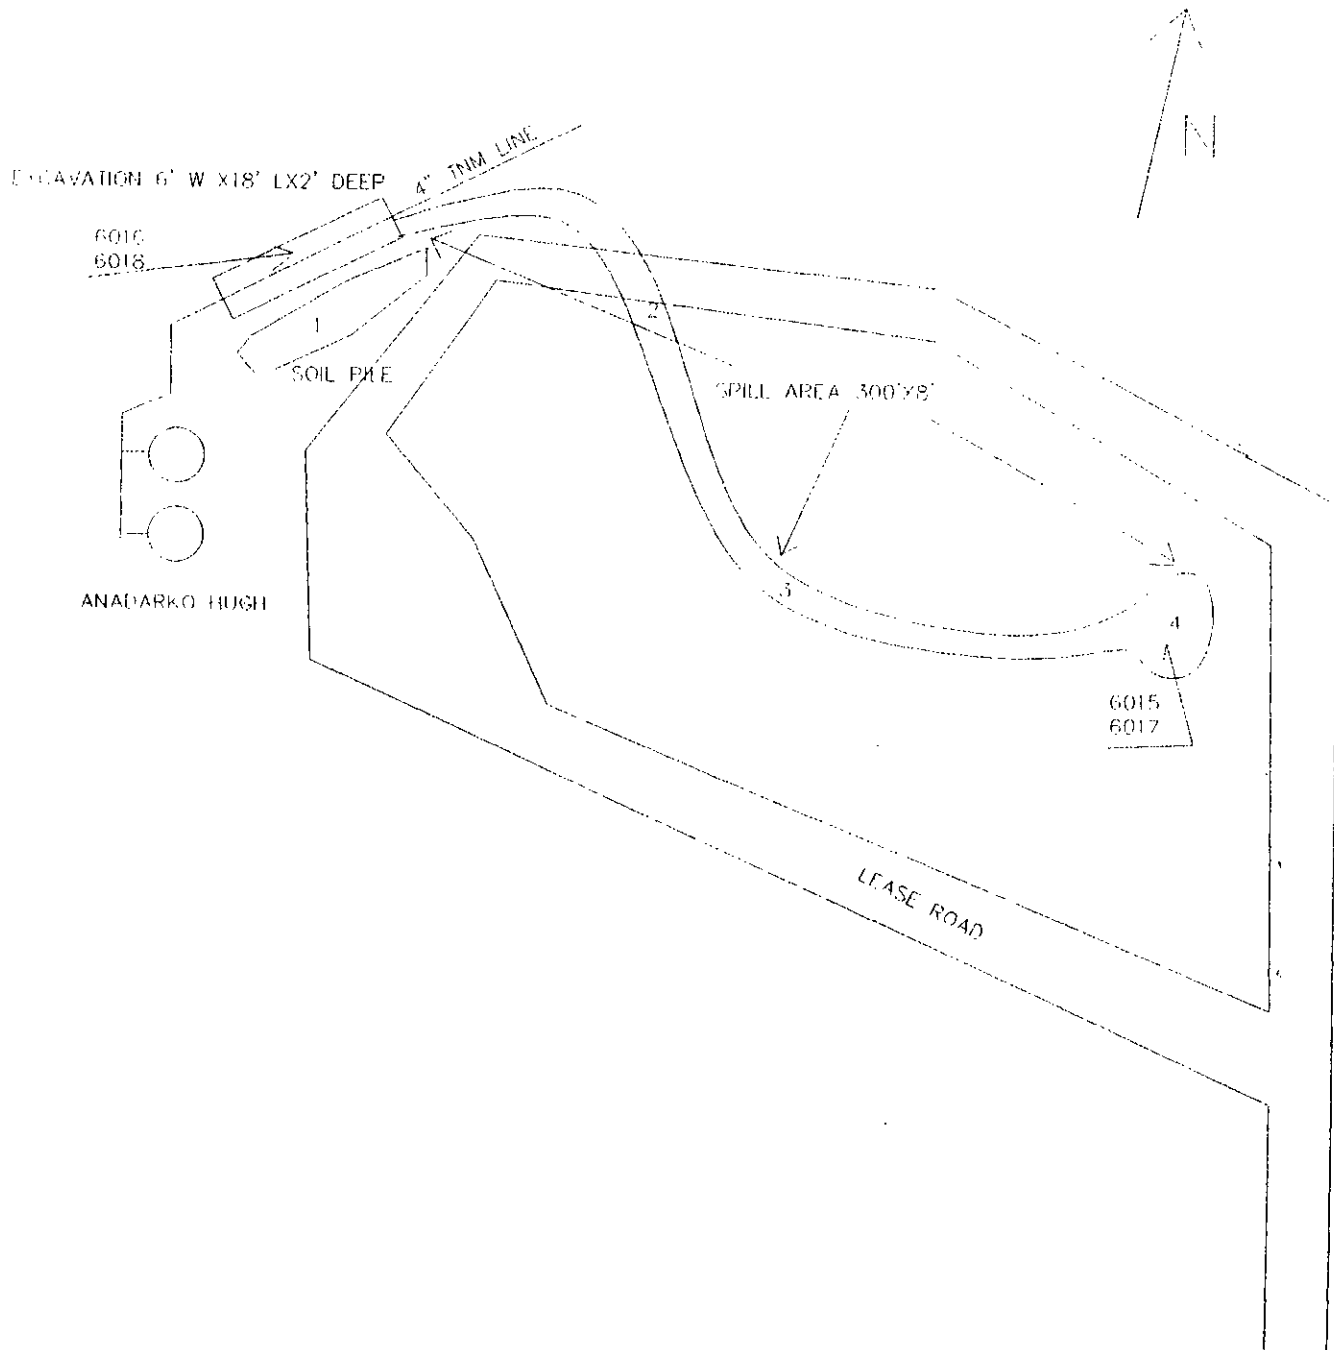 N
4" TNM LINE
EXCAVATION 6' W X18' LX2' DEEP
6016
6018
1
2
SOIL PILE
SPILL AREA 300'X8'
3
ANADARKO HUGH
4
6015
6017
LEASE ROAD